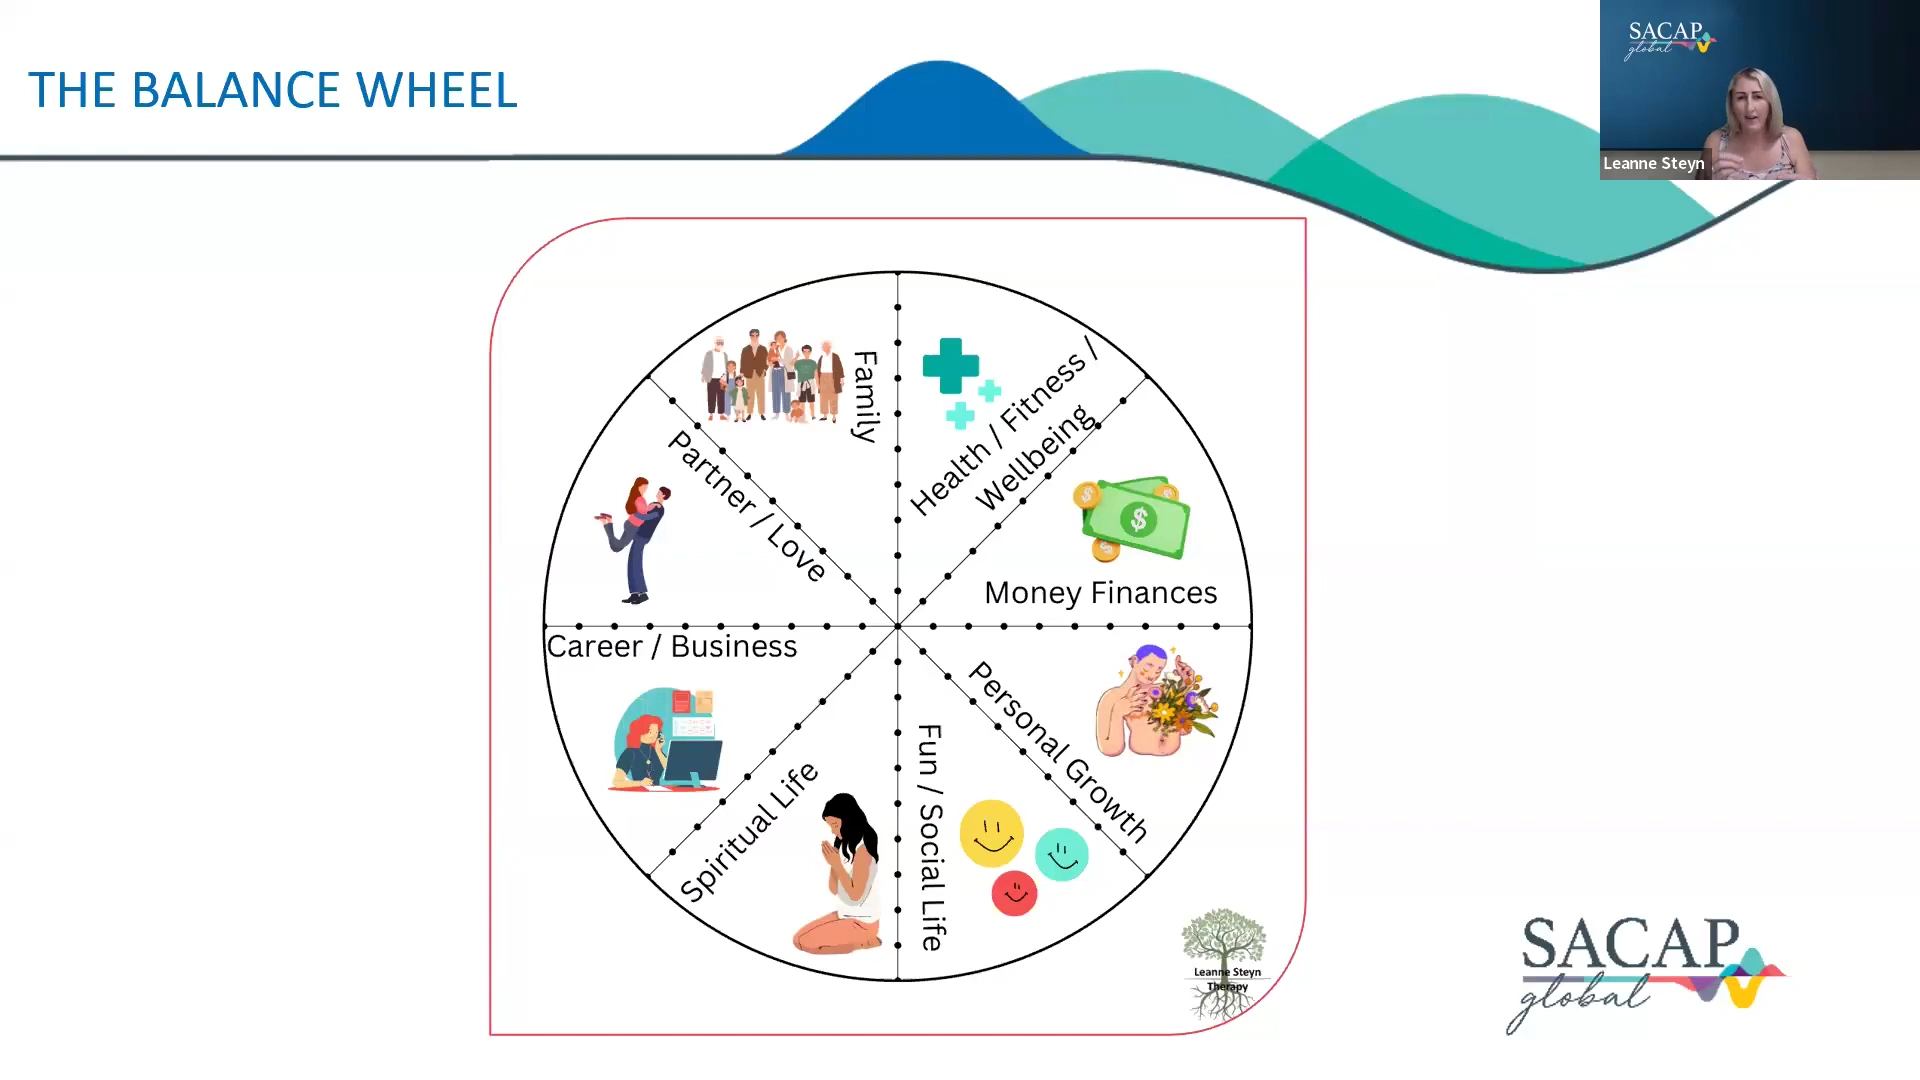 THE BALANCE WHEEL
SACAP
global
Leanne Steyn
Family
Health / Fitness /
Wellbeing
Partner / Love
Money Finances
Career / Business
Personal Growth
Spiritual Life
Fun / Social Life
$
$
$
$
Leanne Steyn
Therapy
SACAP
global